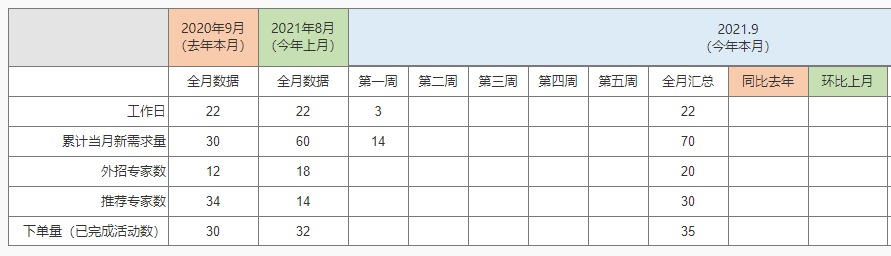 2020年9月 2021年8月 2021.9
（去年本月） （今年上月） （今年本月）
全月数据 全月数据 第一周 第二周 第三周 第四周 第五周 全月汇总 同比去年 环比上月
工作日 22 22 3 22
累计当月新需求量 30 60 14 70
外招专家数 12 18 20
推荐专家数 34 14 30
下单量（已完成活动数） 30 32 35